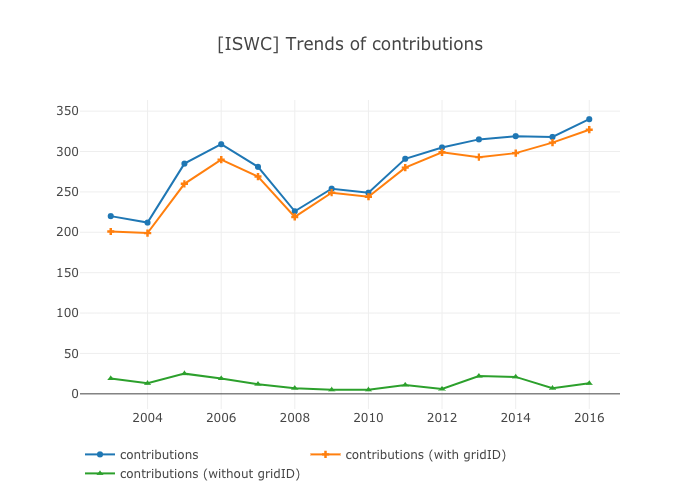 [ISWC] Trends of contributions
350
300
250
200
150
100
50
0
2004 2006 2008 2010 2012 2014 2016
contributions contributions (with gridID)
contributions (without gridID)